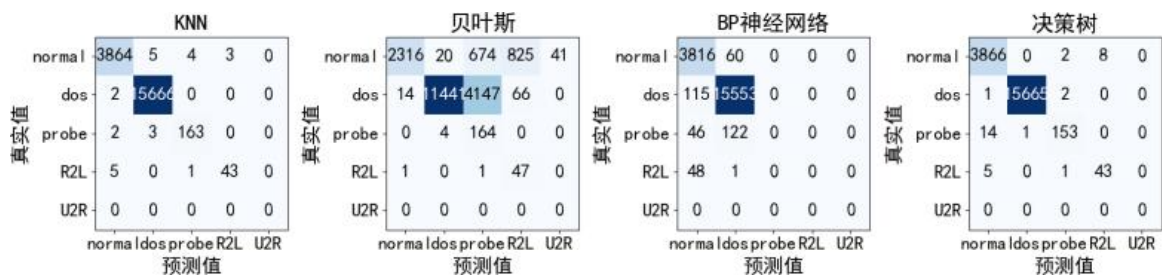 KNN 贝叶斯 BP神经网络 决策树
真实值
normal 3864 5 4 3 0
dos 2 15666 0 0 0
probe 2 3 163 0 0
R2L 5 0 1 43 0
U2R 0 0 0 0 0
normaldos probe R2L U2R
预测值
真实值
normal 2316 20 674 825 41
dos 14 11441 4147 66 0
probe 0 4 164 0 0
R2L 1 0 1 47 0
U2R 0 0 0 0 0
normaldos probe R2L U2R
预测值
真实值
normal 3816 60 0 0 0
dos 115 15553 0 0 0
probe 46 122 0 0 0
R2L 48 1 0 0 0
U2R 0 0 0 0 0
normaldos probe R2L U2R
预测值
真实值
normal 3866 0 2 8 0
dos 1 15665 2 0 0
probe 14 1 153 0 0
R2L 5 0 1 43 0
U2R 0 0 0 0 0
normaldos probe R2L U2R
预测值